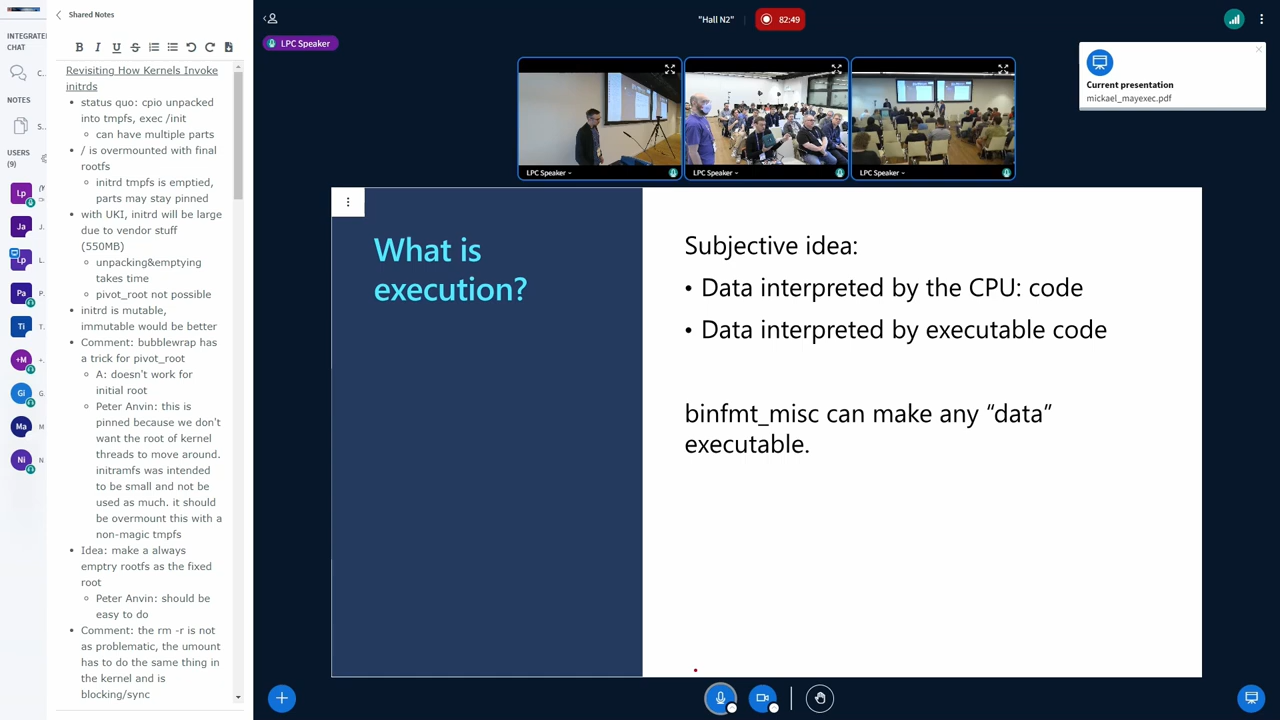 Shared Notes
"Hall N2"
82:49
INTEGRATE
CHAT
C..
NOTES
S..
USERS
(9)
Lp
Ja
Lp
L.
Pa
P.
Ti
T.
+M
+.
Gi
G.
Ma
M
Ni
N
Revisiting How Kernels Invoke
initrds
• status quo: cpio unpacked
into tmpfs, exec /init
can have multiple parts
• / is overmounted with final
rootfs
initrd tmpfs is emptied,
parts may stay pinned
• with UKI, initrd will be large
due to vendor stuff
(550MB)
unpacking&emptying
takes time
pivot_root not possible
• initrd is mutable,
immutable would be better
• Comment: bubblewrap has
a trick for pivot_root
A: doesn't work for
initial root
Peter Anvin: this is
pinned because we don't
want the root of kernel
threads to move around.
initramfs was intended
to be small and not be
used as much. it should
be overmount this with a
non-magic tmpfs
• Idea: make a always
emptry rootfs as the fixed
root
Peter Anvin: should be
easy to do
• Comment: the rm -r is not
as problematic, the umount
has to do the same thing in
the kernel and is
blocking/sync
LPC Speaker
LPC Speaker
LPC Speaker
LPC Speaker
Current presentation
mickael_mayexec.pdf
What is
execution?
Subjective idea:
• Data interpreted by the CPU: code
• Data interpreted by executable code
binfmt_misc can make any “data”
executable.